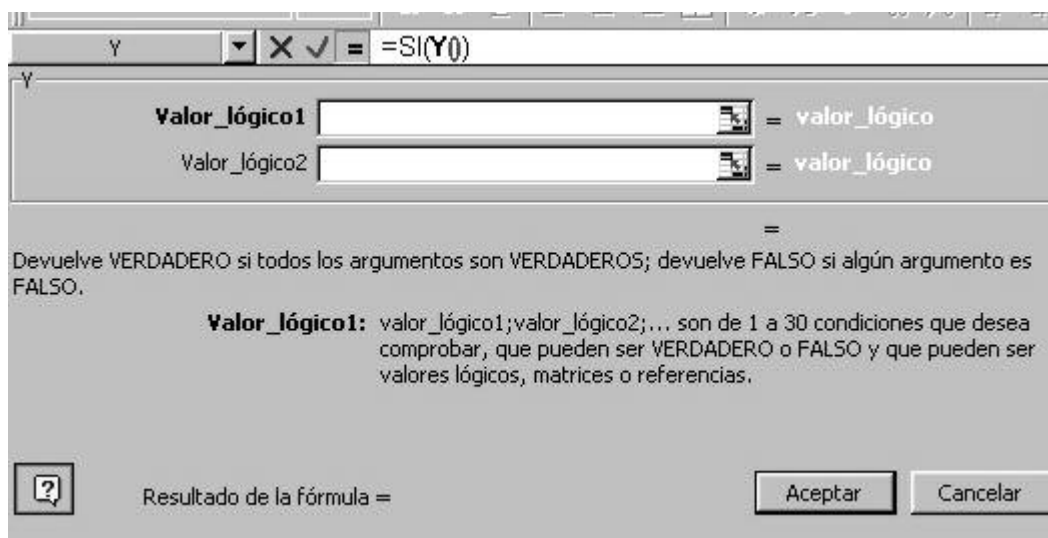 Y = =SI(Y())
Y
Valor_lógico1 = valor_lógico
Valor_lógico2 = valor_lógico
=
Devuelve VERDADERO si todos los argumentos son VERDADEROS; devuelve FALSO si algún argumento es
FALSO.
Valor_lógico1: valor_lógico1;valor_lógico2;... son de 1 a 30 condiciones que desea
comprobar, que pueden ser VERDADERO o FALSO y que pueden ser
valores lógicos, matrices o referencias.
? Resultado de la fórmula = Aceptar Cancelar